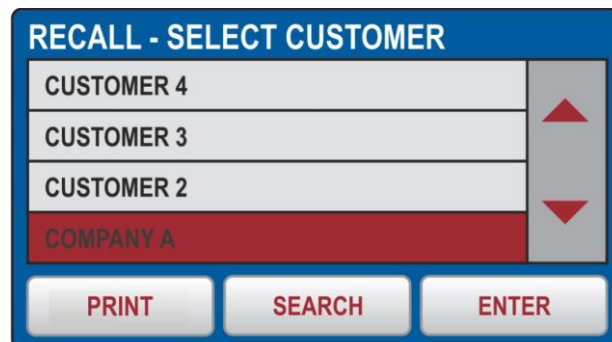 RECALL - SELECT CUSTOMER
CUSTOMER 4
CUSTOMER 3
CUSTOMER 2
COMPANY A
PRINT SEARCH ENTER